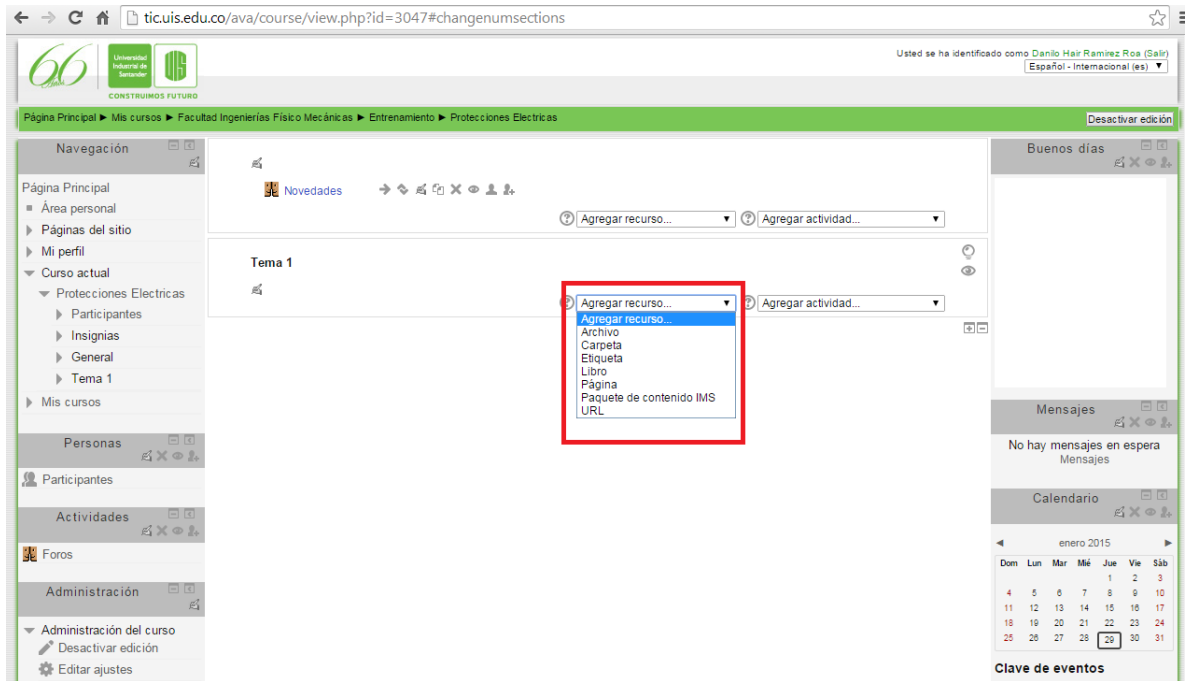 tic.uis.edu.co/ava/course/view.php?id=3047#changenumsections
66
Universidad
Industrial de
Santander
UIS
CONSTRUIMOS FUTURO
Usted se ha identificado como Danilo Hair Ramirez Roa (Salir)
Español - Internacional (es)
Página Principal ► Mis cursos ► Facultad Ingenierías Físico Mecánicas ► Entrenamiento ► Protecciones Electricas
Desactivar edición
Navegación
Página Principal
Área personal
Páginas del sitio
Mi perfil
Curso actual
Protecciones Electricas
Participantes
Insignias
General
Tema 1
Mis cursos
Personas
Participantes
Actividades
Foros
Administración
Administración del curso
Desactivar edición
Editar ajustes
Novedades
Agregar recurso...
Agregar actividad...
Tema 1
Agregar recurso...
Agregar actividad...
Agregar recurso...
Archivo
Carpeta
Etiqueta
Libro
Página
Paquete de contenido IMS
URL
Buenos días
Mensajes
No hay mensajes en espera
Mensajes
Calendario
◄ enero 2015 ►
Dom Lun Mar Mié Jue Vie Sáb
1 2 3
4 5 6 7 8 9 10
11 12 13 14 15 16 17
18 19 20 21 22 23 24
25 26 27 28 29 30 31
Clave de eventos